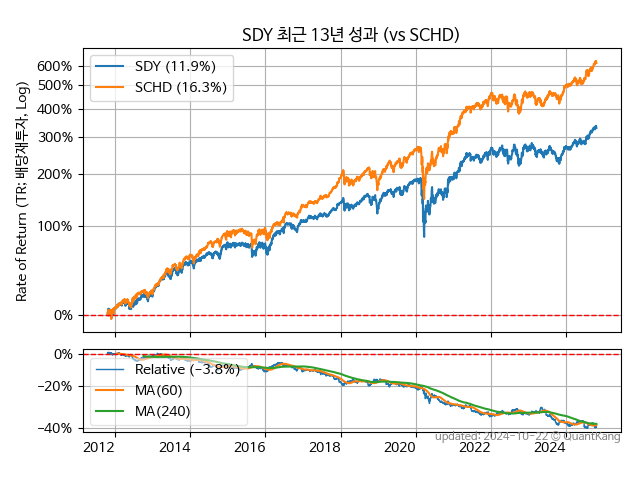 SDY 최근 13년 성과 (vs SCHD)
Rate of Return (TR: 배당재투자, Log)
600%
500%
400%
300%
200%
100%
0%
SDY (11.9%)
SCHD (16.3%)
0%
−20%
−40%
Relative (−3.8%)
MA(60)
MA(240)
2012 2014 2016 2018 2020 2022 2024
updated: 2024-10-22 © QuantKang